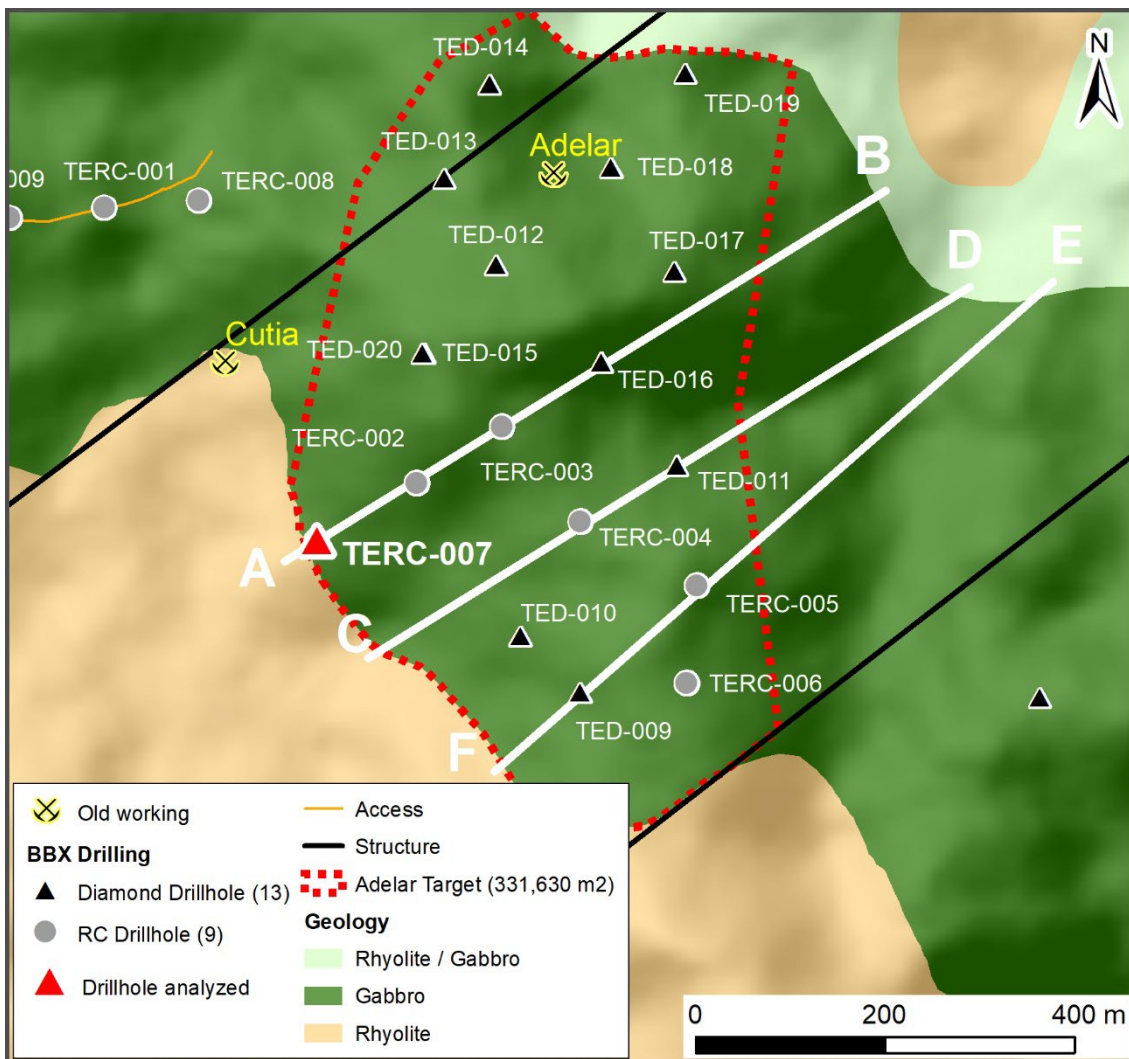 N
TED-014
TED-019
TED-013
Adelar
TED-018
B
009
TERC-001
TERC-008
TED-012
TED-017
D
E
Cutia
TED-020
TED-015
TED-016
TERC-002
TERC-003
TED-011
A
TERC-007
TERC-004
C
TED-010
TERC-005
TERC-006
F
TED-009
Old working
BBX Drilling
Diamond Drillhole (13)
RC Drillhole (9)
Drillhole analyzed
Access
Structure
Adelar Target (331,630 m2)
Geology
Rhyolite / Gabbro
Gabbro
Rhyolite
0 200 400 m